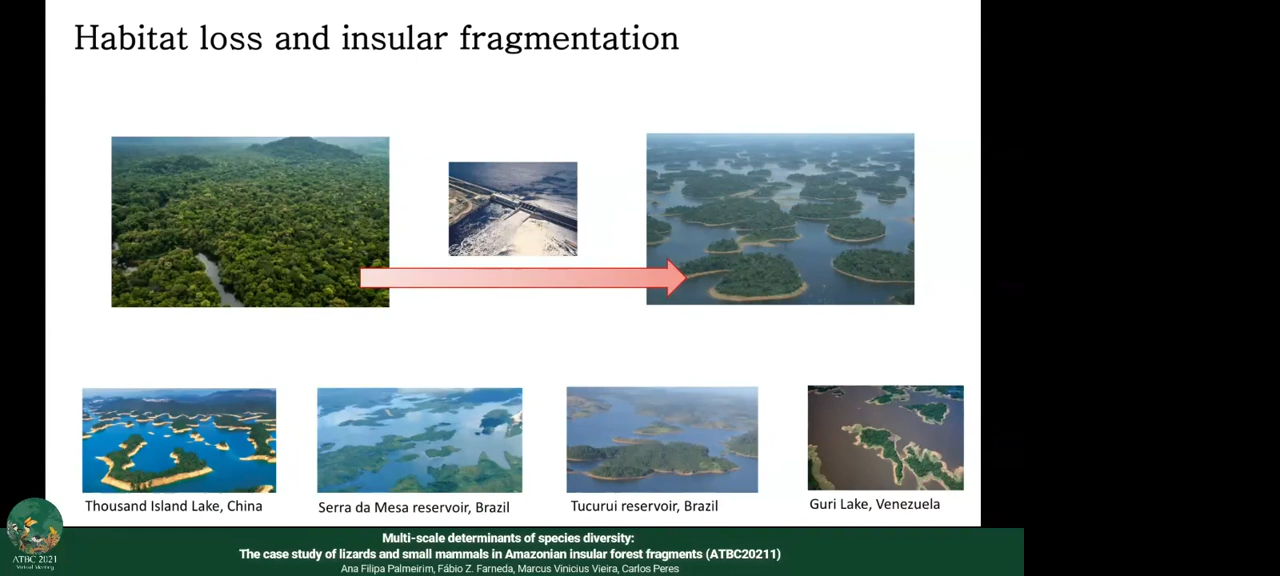 Habitat loss and insular fragmentation
Thousand Island Lake, China
Serra da Mesa reservoir, Brazil
Tucurui reservoir, Brazil
Guri Lake, Venezuela
ATBC 2021
Virtual Meeting
Multi-scale determinants of species diversity:
The case study of lizards and small mammals in Amazonian insular forest fragments (ATBC20211)
Ana Filipa Palmeirim, Fábio Z. Farneda, Marcus Vinicius Vieira, Carlos Peres